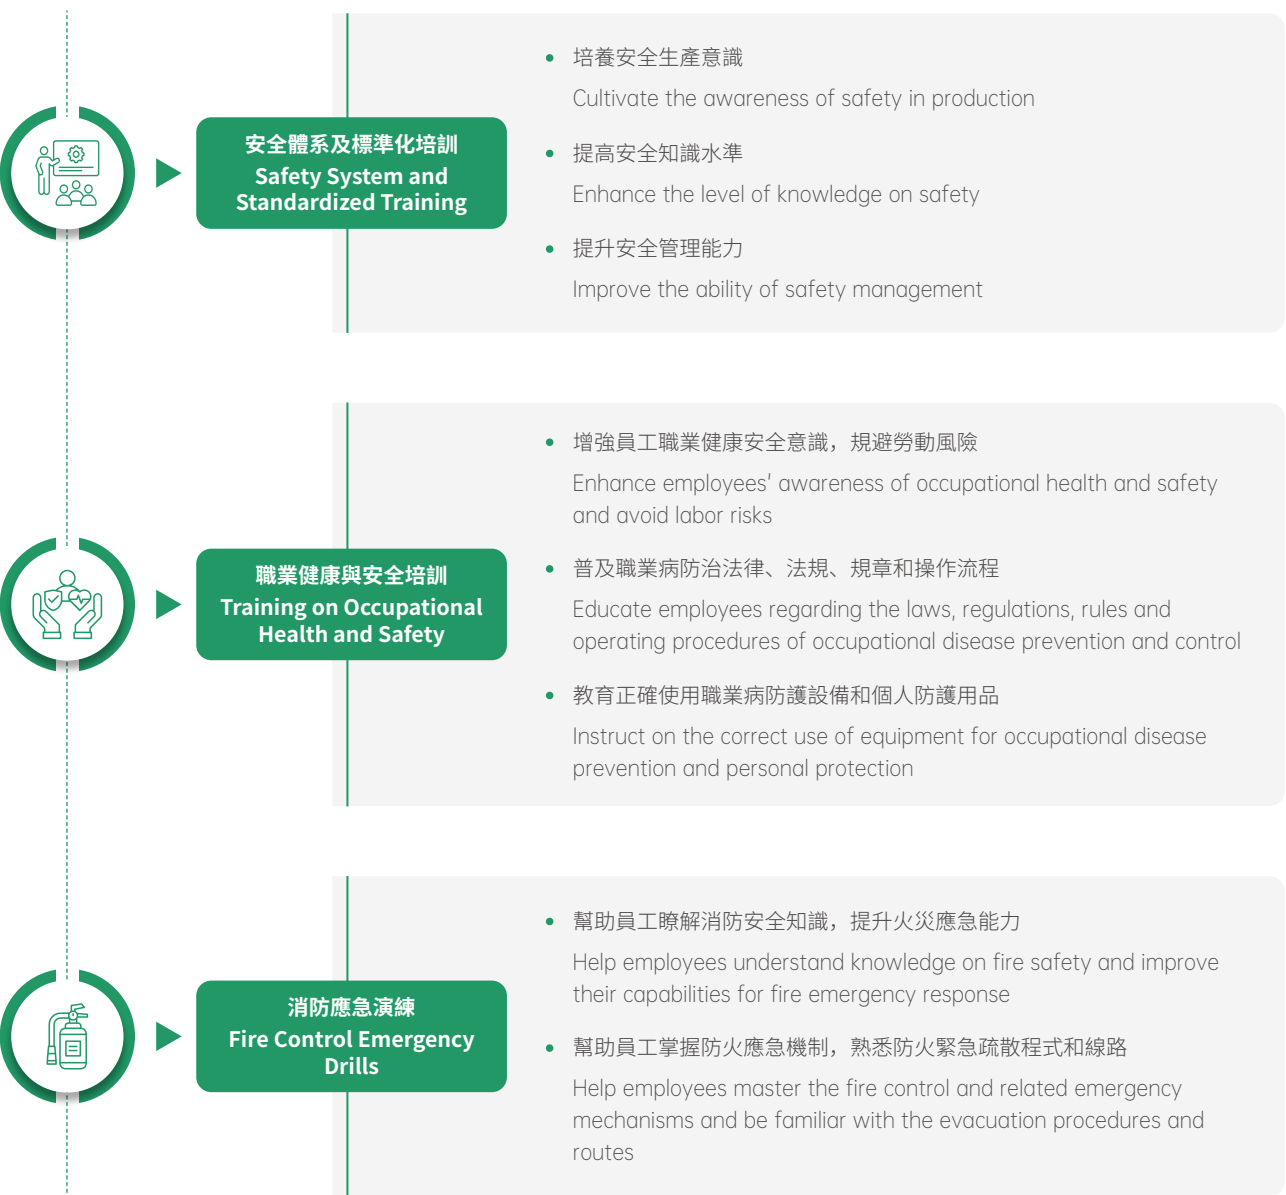 安全體系及標準化培訓
Safety System and
Standardized Training
培養安全生產意識
Cultivate the awareness of safety in production
提高安全知識水準
Enhance the level of knowledge on safety
提升安全管理能力
Improve the ability of safety management
職業健康與安全培訓
Training on Occupational
Health and Safety
增強員工職業健康安全意識，規避勞動風險
Enhance employees' awareness of occupational health and safety
and avoid labor risks
普及職業病防治法律、法規、規章和操作流程
Educate employees regarding the laws, regulations, rules and
operating procedures of occupational disease prevention and control
教育正確使用職業病防護設備和個人防護用品
Instruct on the correct use of equipment for occupational disease
prevention and personal protection
消防應急演練
Fire Control Emergency
Drills
幫助員工瞭解消防安全知識，提升火災應急能力
Help employees understand knowledge on fire safety and improve
their capabilities for fire emergency response
幫助員工掌握防火應急機制，熟悉防火緊急疏散程式和線路
Help employees master the fire control and related emergency
mechanisms and be familiar with the evacuation procedures and
routes